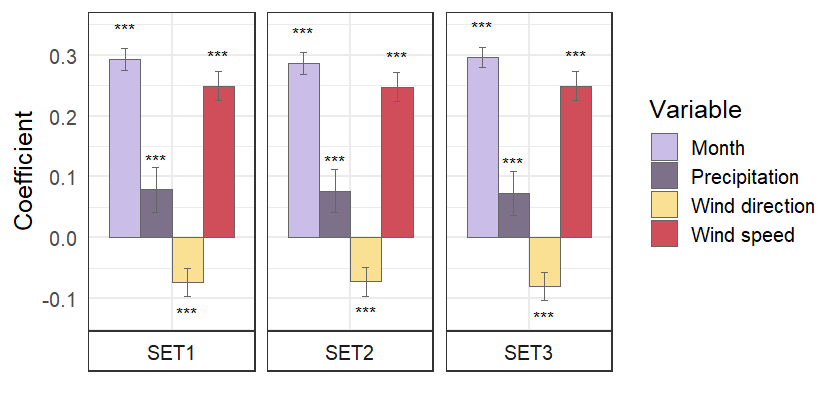 ***
***
***
***
***
***
***
***
***
***
***
***
0.3
0.2
0.1
0.0
-0.1
Coefficient
SET1
SET2
SET3
Variable
Month
Precipitation
Wind direction
Wind speed